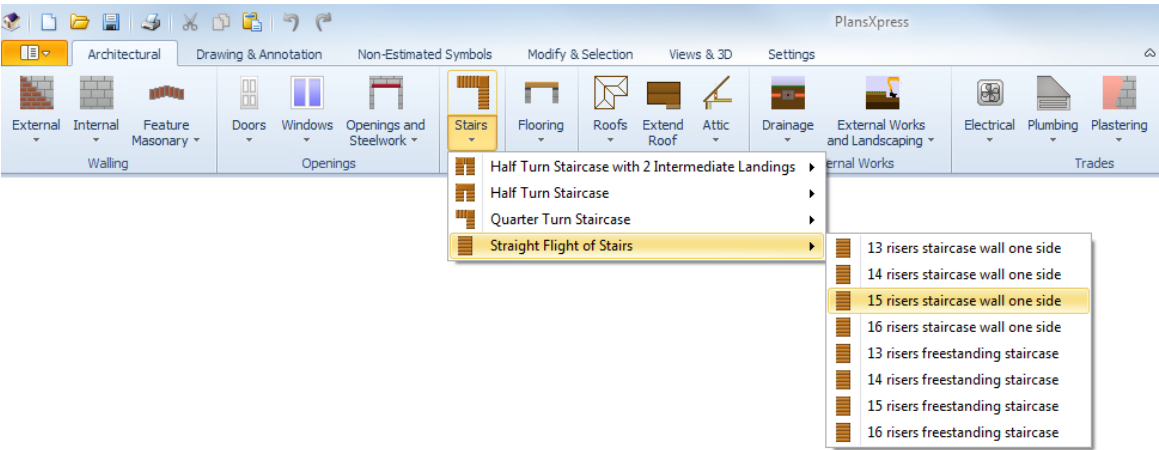 PlansXpress
Architectural Drawing & Annotation Non-Estimated Symbols Modify & Selection Views & 3D Settings
External Internal Feature Masonary Doors Windows Openings and Steelwork Stairs Flooring Roofs Extend Roof Attic Drainage External Works and Landscaping Electrical Plumbing Plastering
Walling Openings ernal Works Trades
Half Turn Staircase with 2 Intermediate Landings
Half Turn Staircase
Quarter Turn Staircase
Straight Flight of Stairs
13 risers staircase wall one side
14 risers staircase wall one side
15 risers staircase wall one side
16 risers staircase wall one side
13 risers freestanding staircase
14 risers freestanding staircase
15 risers freestanding staircase
16 risers freestanding staircase